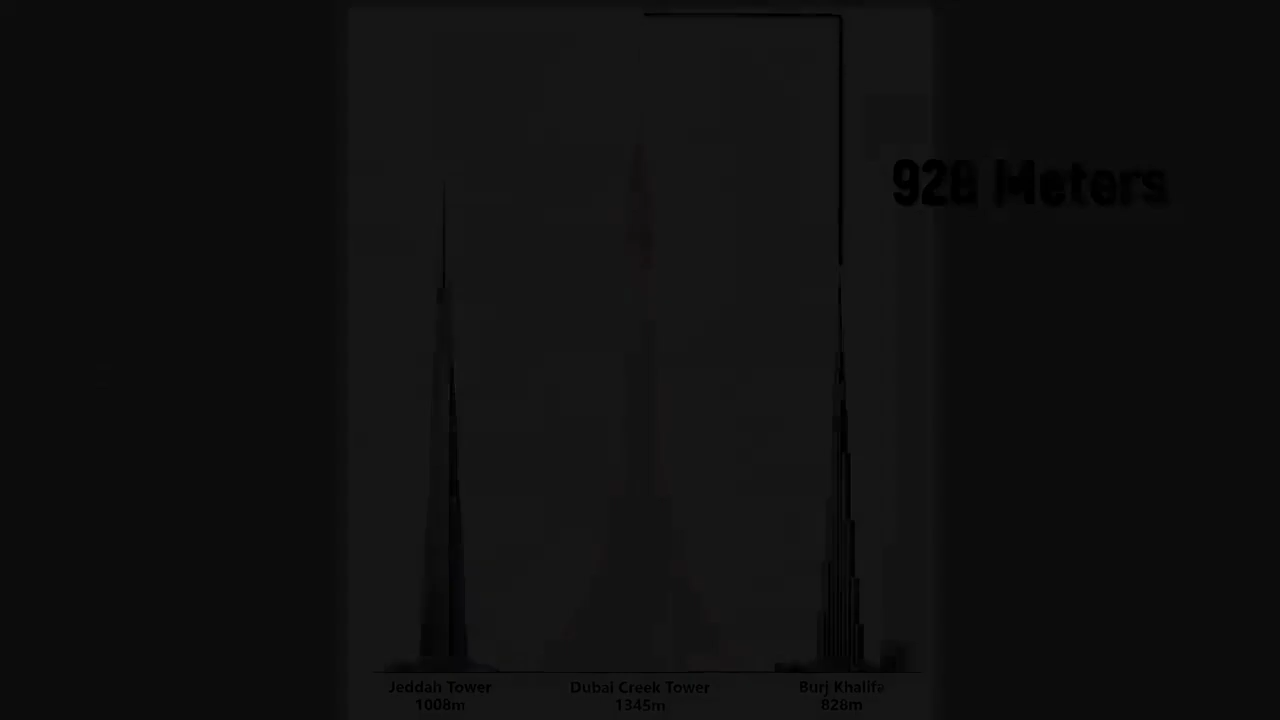 928 Meters
Jeddah Tower
1008m
Dubai Creek Tower
1345m
Burj Khalifa
828m